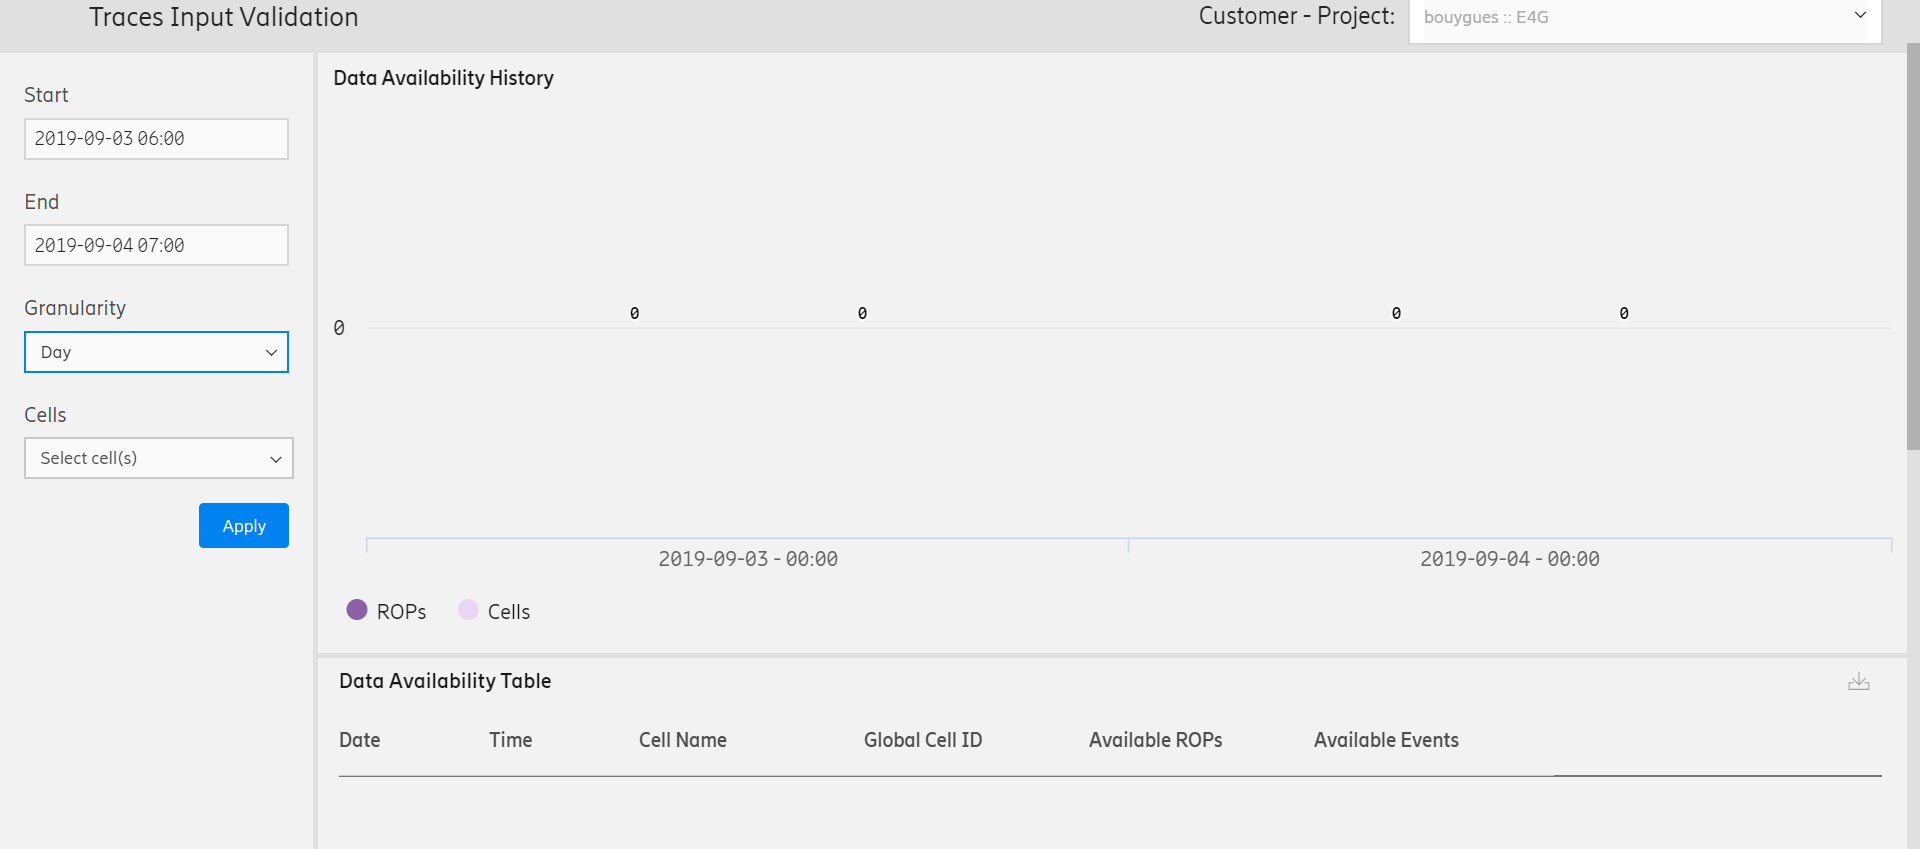 Traces Input Validation
Customer - Project:
bouygues :: E4G
Start
2019-09-03 06:00
End
2019-09-04 07:00
Granularity
Day
Cells
Select cell(s)
Apply
Data Availability History
0 0 0 0
0
2019-09-03 - 00:00 2019-09-04 - 00:00
ROPs Cells
Data Availability Table
Date Time Cell Name Global Cell ID Available ROPs Available Events